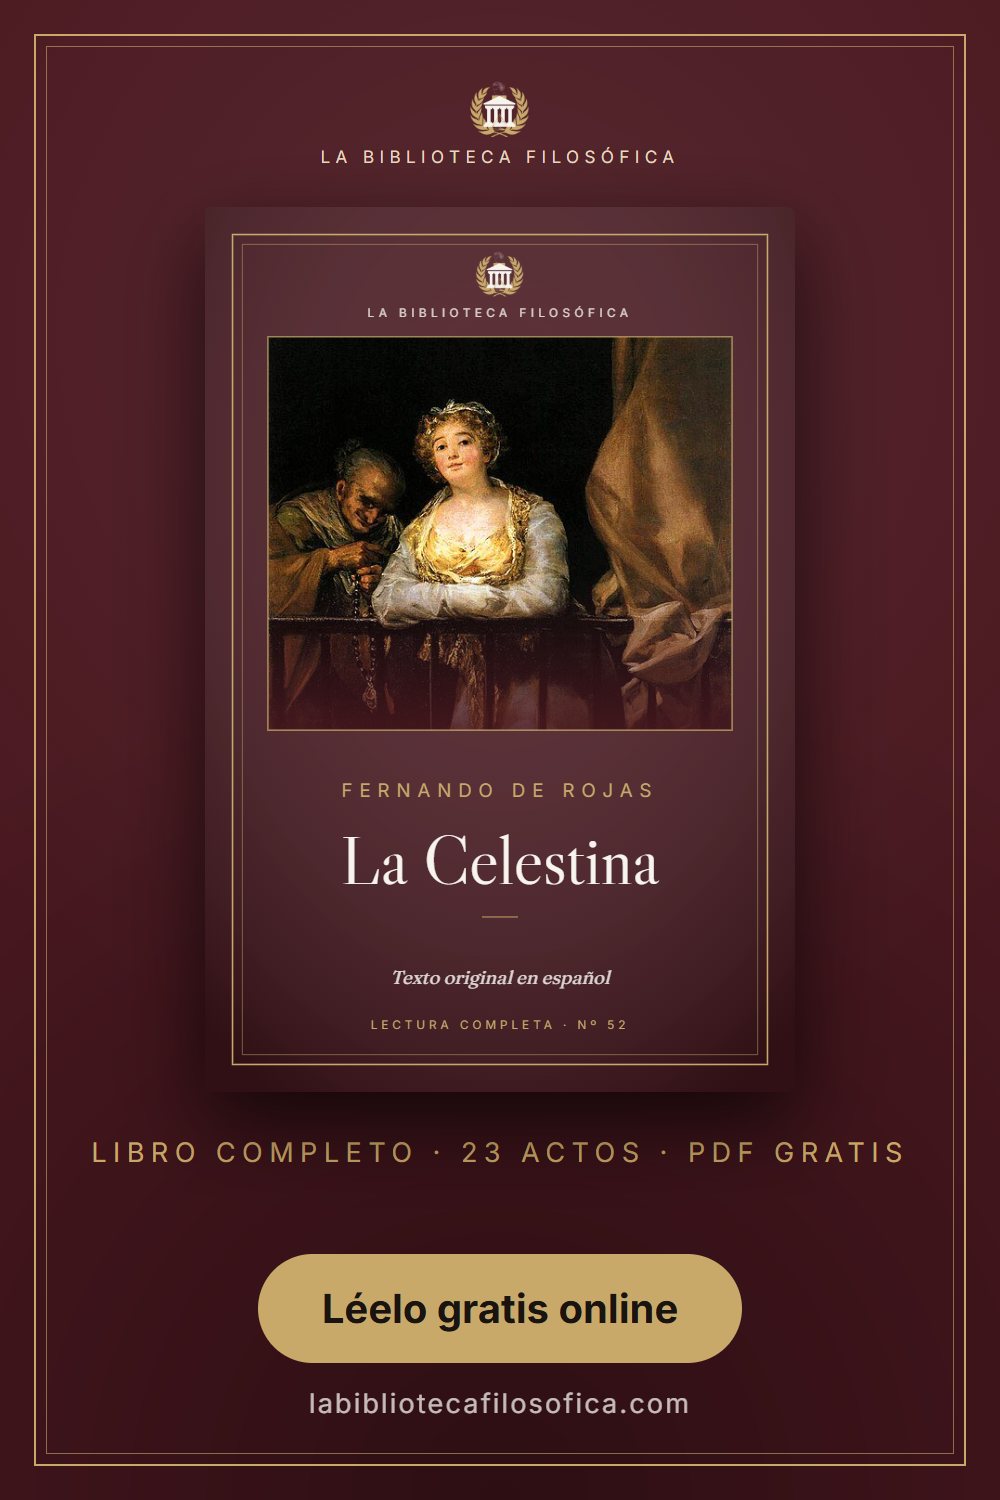 LA BIBLIOTECA FILOSÓFICA
LA BIBLIOTECA FILOSÓFICA
FERNANDO DE ROJAS
La Celestina
Texto original en español
LECTURA COMPLETA · Nº 52
LIBRO COMPLETO · 23 ACTOS · PDF GRATIS
Léelo gratis online
labibliotecafilosofica.com